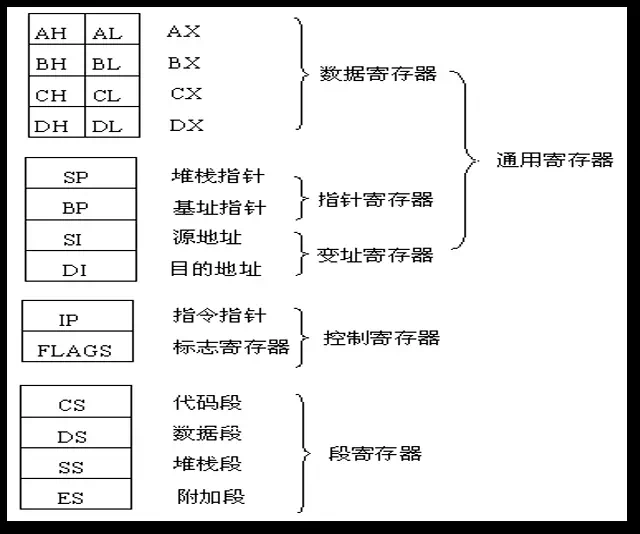 AH AL AX
BH BL BX
CH CL CX
DH DL DX
数据寄存器
通用寄存器
SP 堆栈指针
BP 基址指针
指针寄存器
SI 源地址
DI 目的地址
变址寄存器
IP 指令指针
FLAGS 标志寄存器
控制寄存器
CS 代码段
DS 数据段
SS 堆栈段
ES 附加段
段寄存器